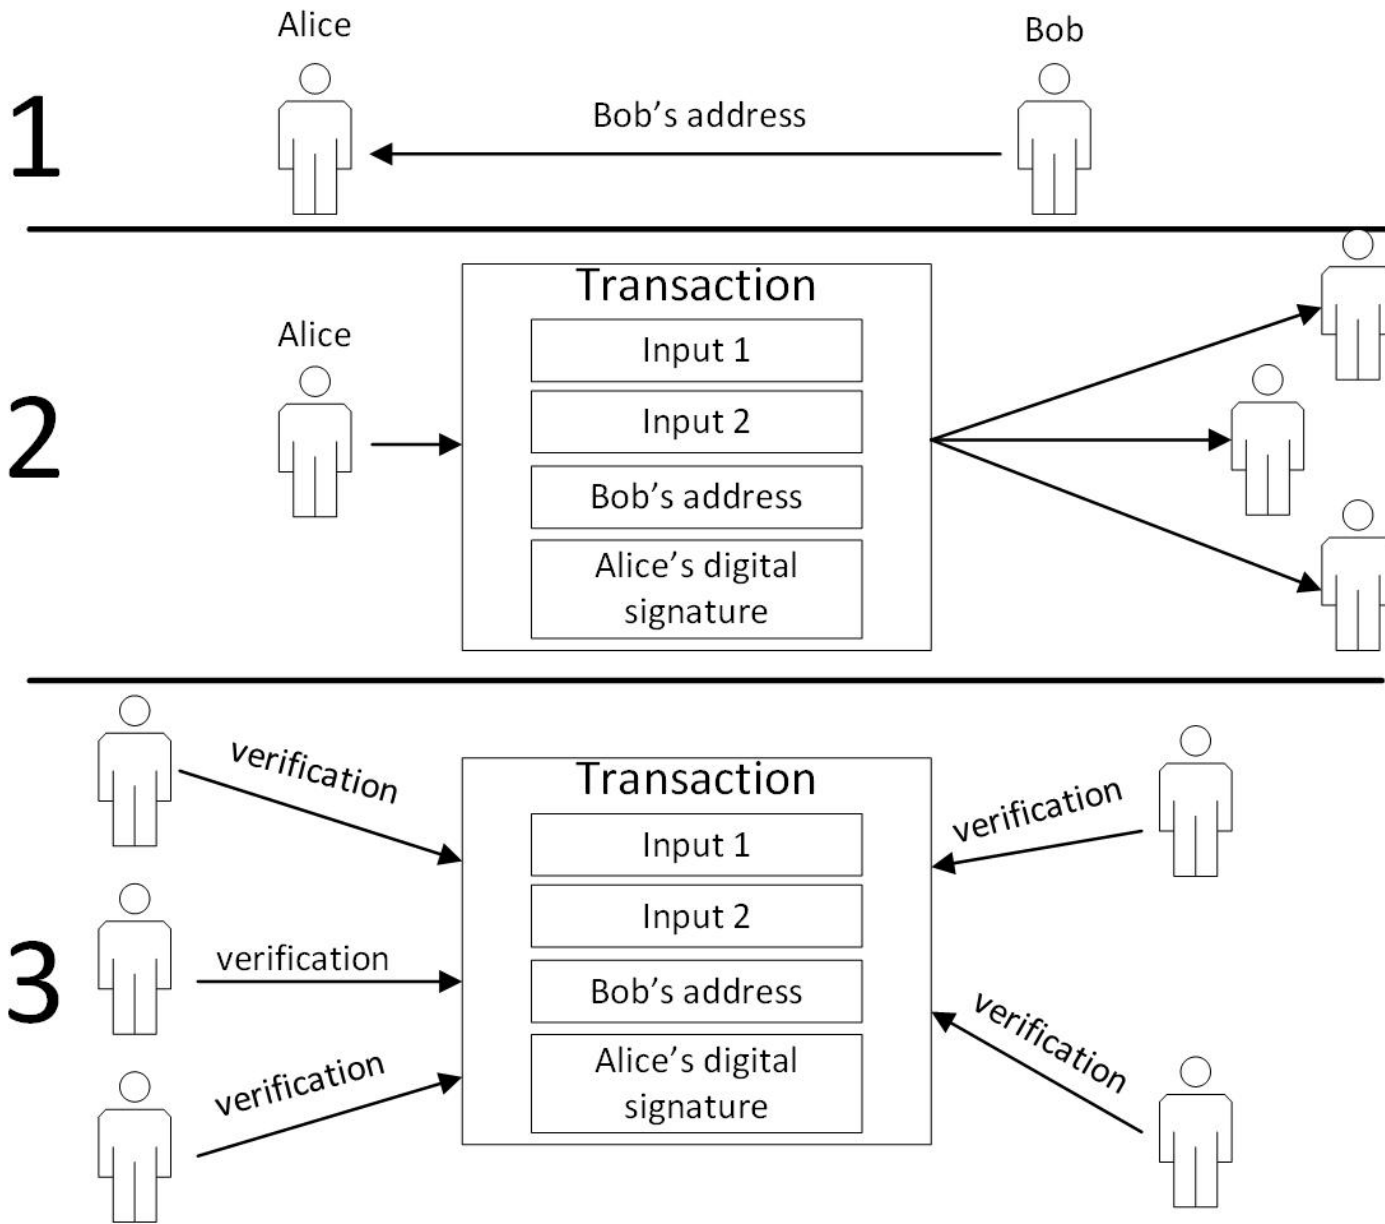 Alice
Bob
1
Bob's address
2
Alice
Transaction
Input 1
Input 2
Bob's address
Alice's digital
signature
3
verification
verification
verification
Transaction
Input 1
Input 2
Bob's address
Alice's digital
signature
verification
verification